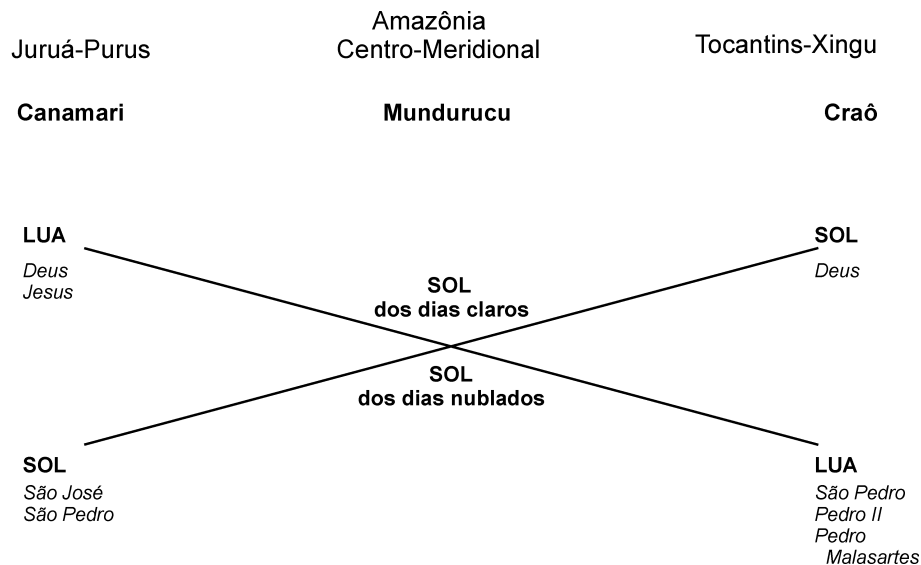 Juruá-Purus
Amazônia
Centro-Meridional
Tocantins-Xingu
Canamari
Mundurucu
Craô
LUA
Deus
Jesus
SOL
Deus
SOL
dos dias claros
SOL
dos dias nublados
SOL
São José
São Pedro
LUA
São Pedro
Pedro II
Pedro
Malasartes